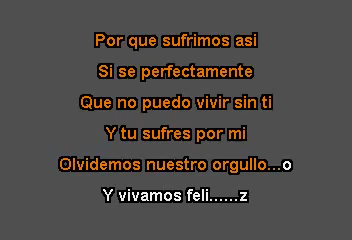 Por que sufrimos asi
Si se perfectamente
Que no puedo vivir sin ti
Y tu sufres por mi
Olvidemos nuestro orgullo...o
Y vivamos feli......z